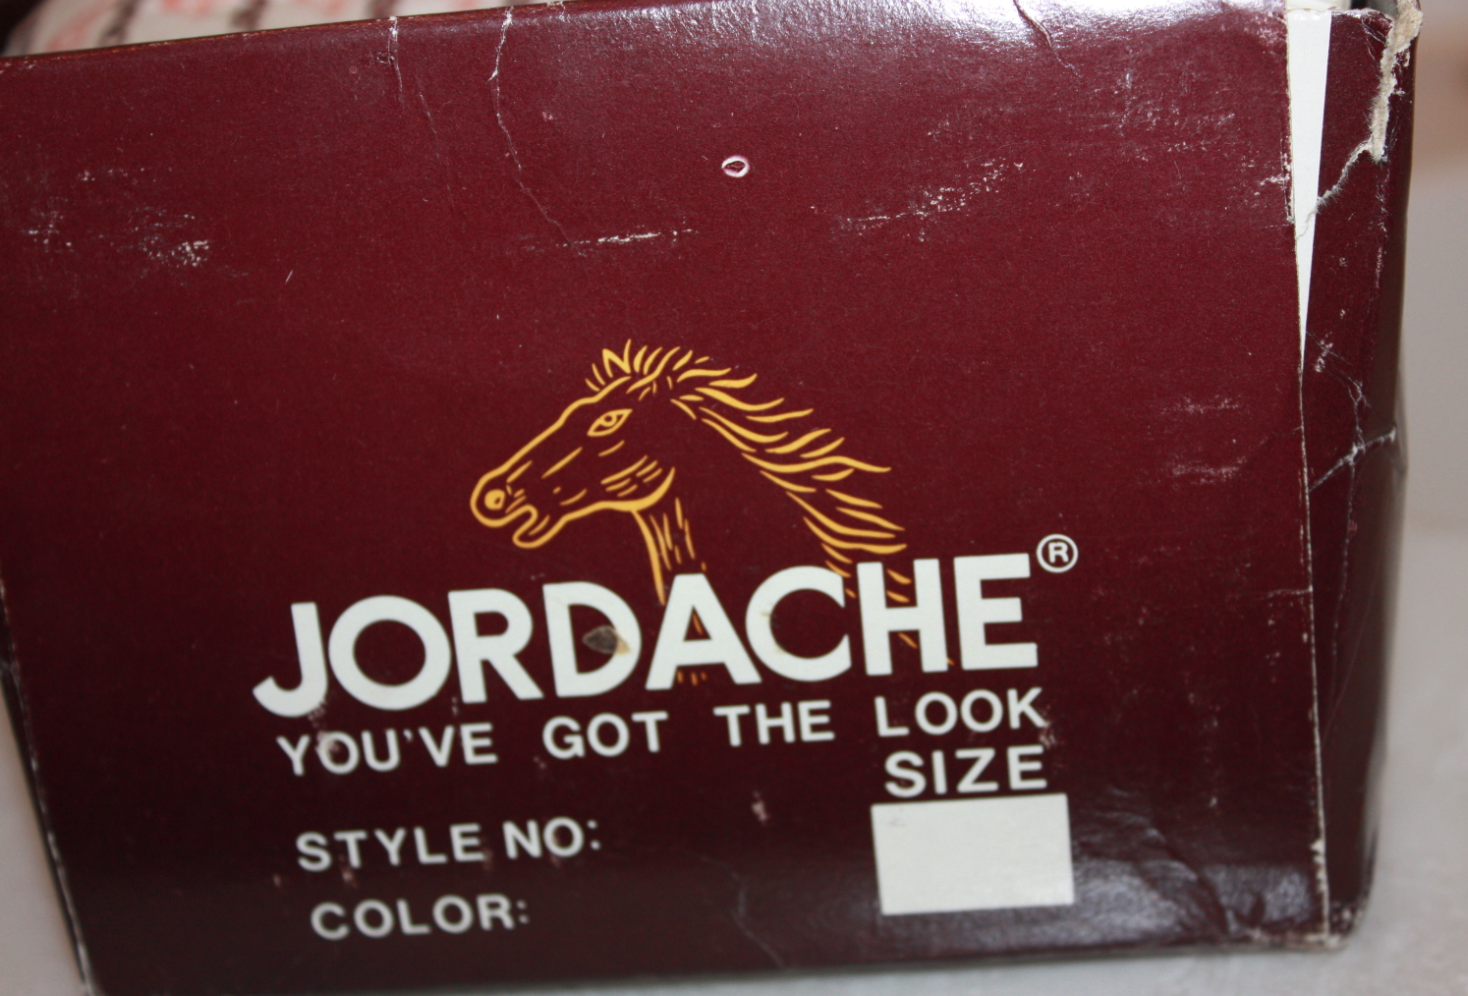 JORDACHE®
YOU'VE GOT THE LOOK
SIZE
STYLE NO:
COLOR: